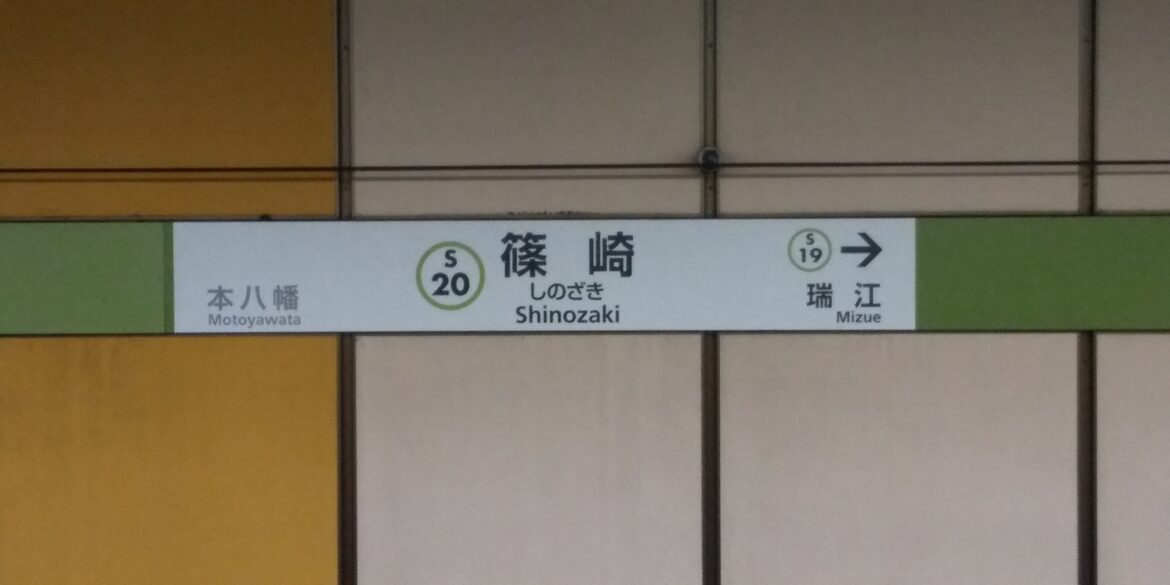 本八幡
Motoyawata
S
20
篠崎
しのざき
Shinozaki
S
19
→
瑞江
Mizue